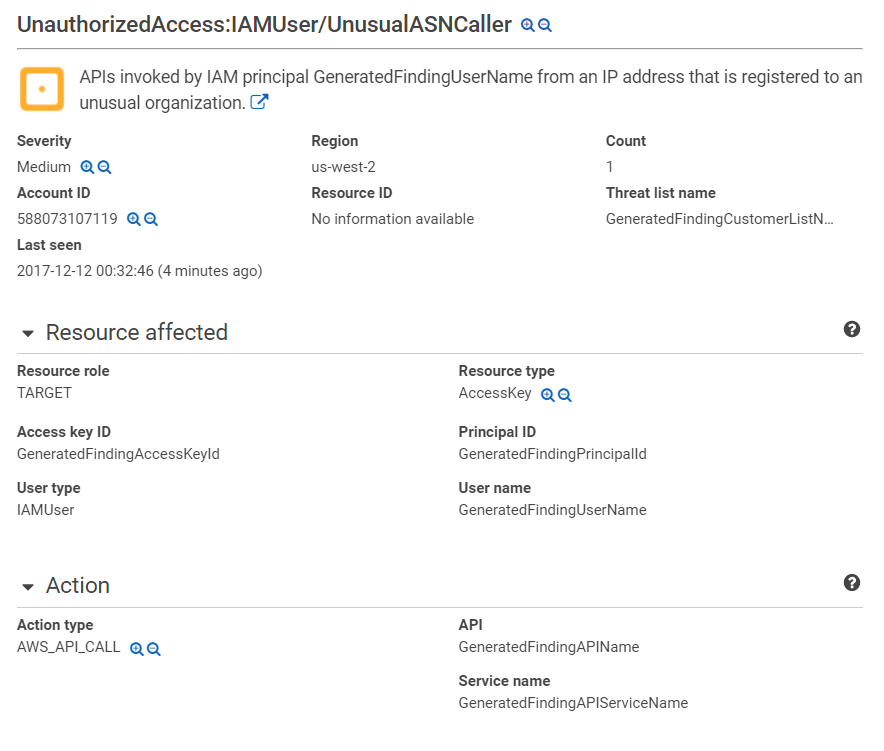 UnauthorizedAccess:IAMUser/UnusualASNCaller
APIs invoked by IAM principal GeneratedFindingUserName from an IP address that is registered to an
unusual organization.
Severity Region Count
Medium us-west-2 1
Account ID Resource ID Threat list name
588073107119 No information available GeneratedFindingCustomerListN...
Last seen
2017-12-12 00:32:46 (4 minutes ago)
Resource affected
Resource role Resource type
TARGET AccessKey
Access key ID Principal ID
GeneratedFindingAccessKeyId GeneratedFindingPrincipalId
User type User name
IAMUser GeneratedFindingUserName
Action
Action type API
AWS_API_CALL GeneratedFindingAPIName
Service name
GeneratedFindingAPIServiceName